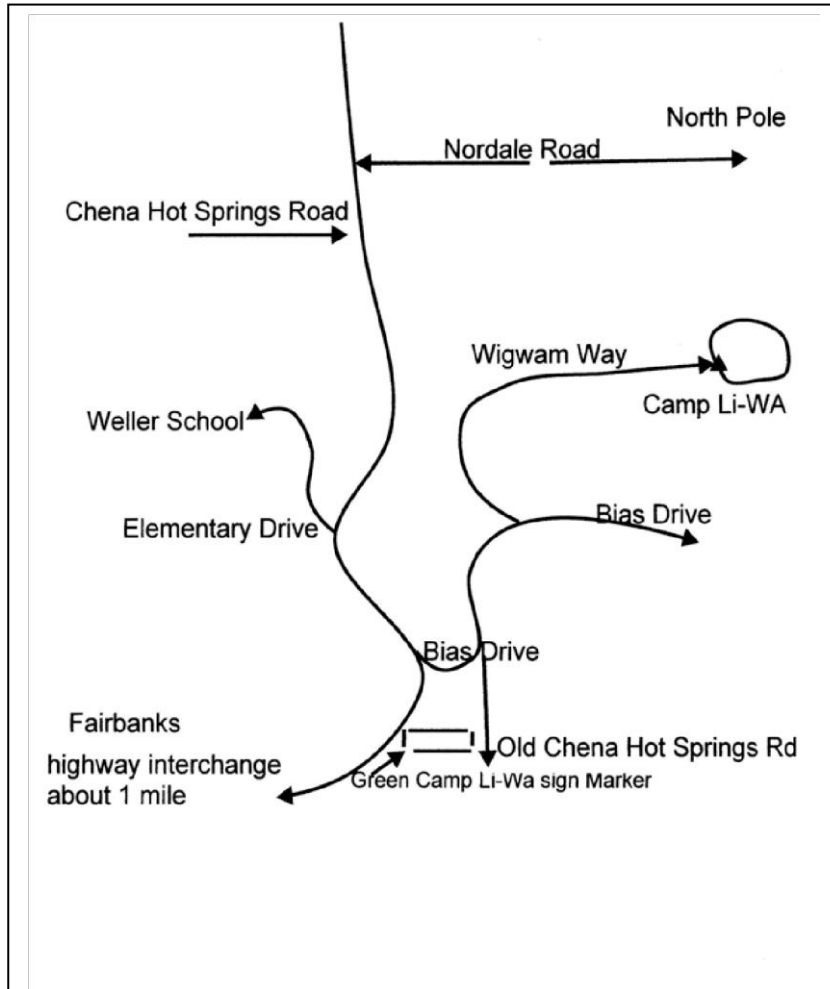 North Pole
Nordale Road
Chena Hot Springs Road
Wigwam Way
Camp Li-WA
Weller School
Bias Drive
Elementary Drive
Bias Drive
Fairbanks
Old Chena Hot Springs Rd
highway interchange
about 1 mile
Green Camp Li-Wa sign Marker